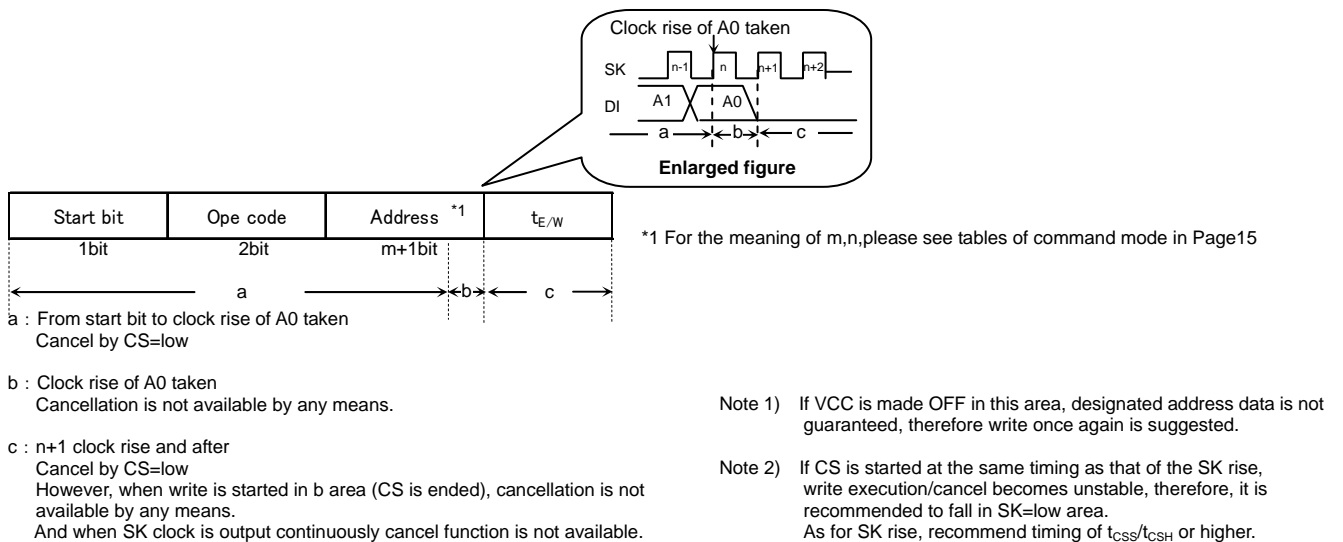 Clock rise of A0 taken
SK n-1 n n+1 n+2
DI A1 A0
a b c
Enlarged figure
Start bit Ope code Address *1 tE/W
1bit 2bit m+1bit
*1 For the meaning of m,n,please see tables of command mode in Page15
a b c
a : From start bit to clock rise of A0 taken
Cancel by CS=low
b : Clock rise of A0 taken
Cancellation is not available by any means.
c : n+1 clock rise and after
Cancel by CS=low
However, when write is started in b area (CS is ended), cancellation is not
available by any means.
And when SK clock is output continuously cancel function is not available.
Note 1) If VCC is made OFF in this area, designated address data is not
guaranteed, therefore write once again is suggested.
Note 2) If CS is started at the same timing as that of the SK rise,
write execution/cancel becomes unstable, therefore, it is
recommended to fall in SK=low area.
As for SK rise, recommend timing of tCSS/tCSH or higher.